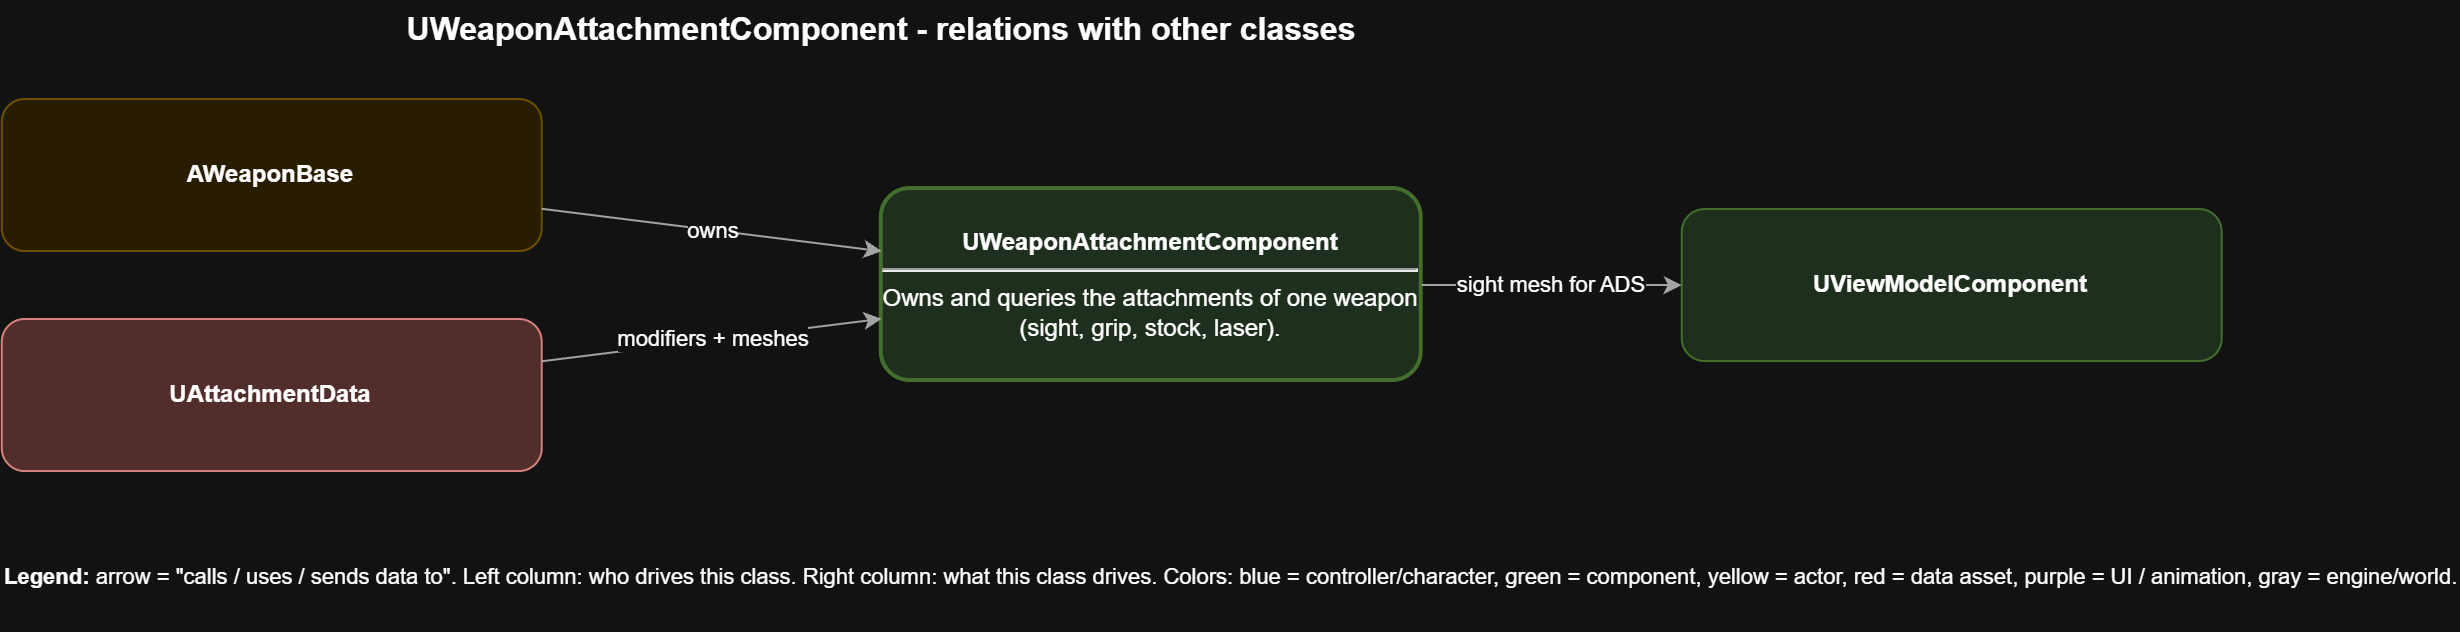 UWeaponAttachmentComponent - relations with other classes
AWeaponBase
owns
UWeaponAttachmentComponent
Owns and queries the attachments of one weapon
(sight, grip, stock, laser).
sight mesh for ADS
UViewModelComponent
modifiers + meshes
UAttachmentData
Legend: arrow = "calls / uses / sends data to". Left column: who drives this class. Right column: what this class drives. Colors: blue = controller/character, green = component, yellow = actor, red = data asset, purple = UI / animation, gray = engine/world.